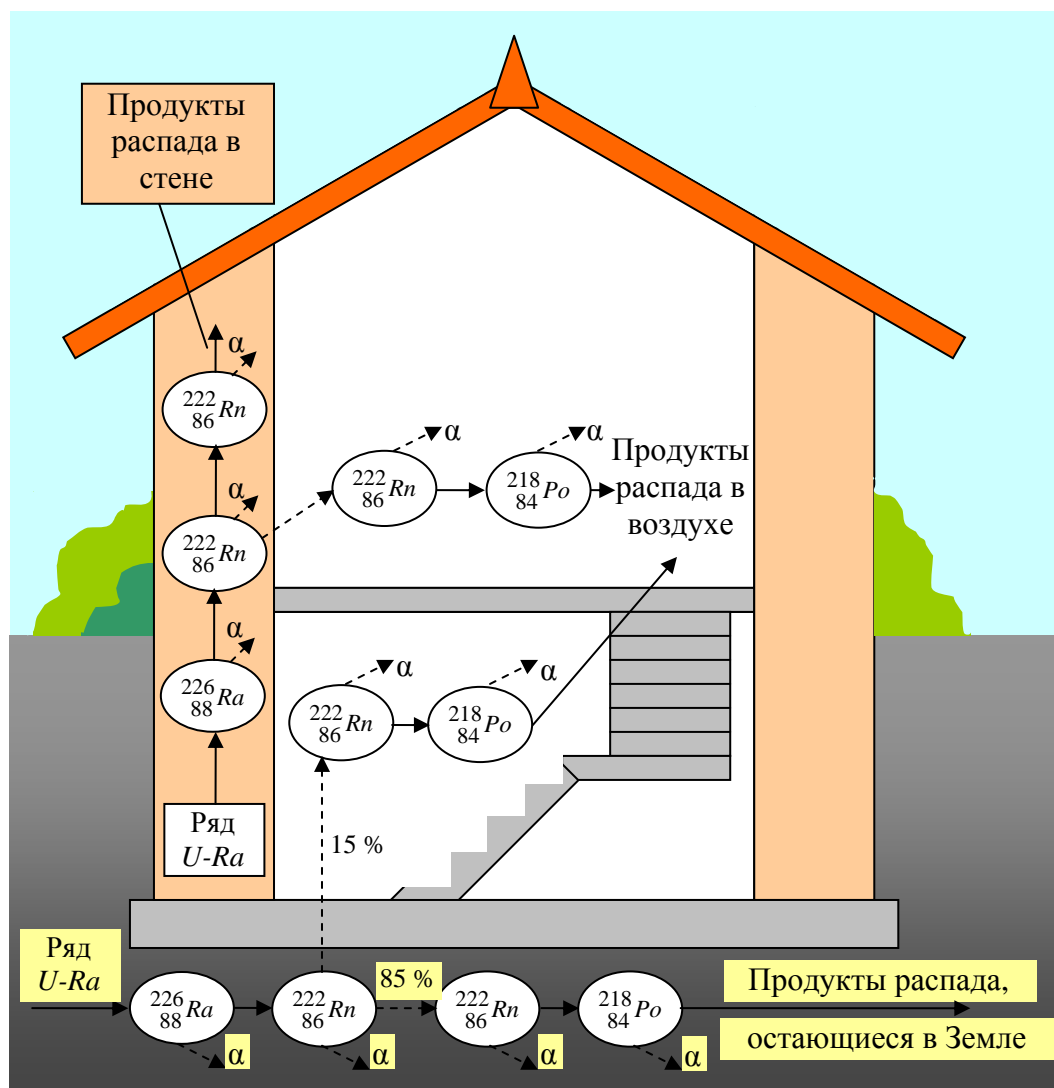 Продукты
распада в
стене
α
²²²₈₆Rn
α
α
²²²₈₆Rn
²¹⁸₈₄Po
Продукты
распада в
воздухе
α
²²²₈₆Rn
α
²²⁶₈₈Ra
α
α
²²²₈₆Rn
²¹⁸₈₄Po
Ряд
U-Ra
15 %
Ряд
U-Ra
85 %
²²⁶₈₈Ra
²²²₈₆Rn
²²²₈₆Rn
²¹⁸₈₄Po
α
α
α
α
Продукты распада,
остающиеся в Земле